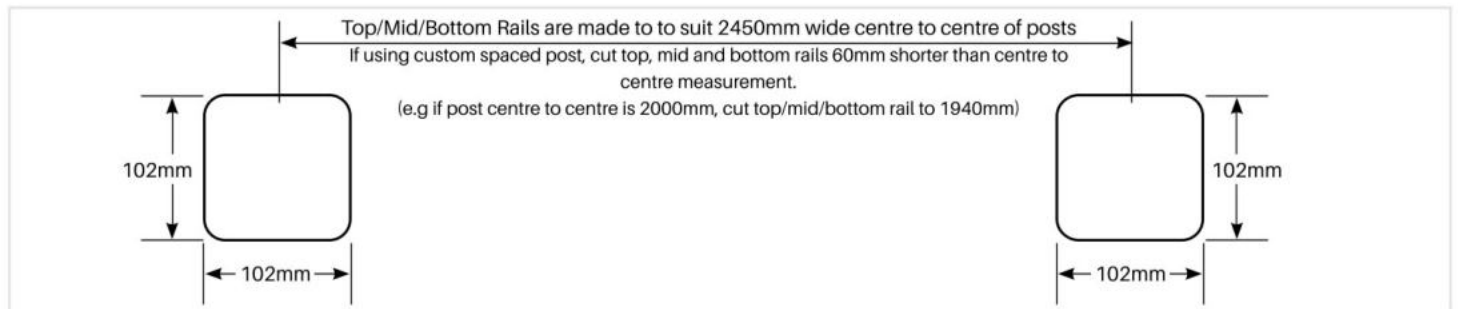 Top/Mid/Bottom Rails are made to to suit 2450mm wide centre to centre of posts
If using custom spaced post, cut top, mid and bottom rails 60mm shorter than centre to
centre measurement.
(e.g if post centre to centre is 2000mm, cut top/mid/bottom rail to 1940mm)
102mm
102mm
102mm
102mm